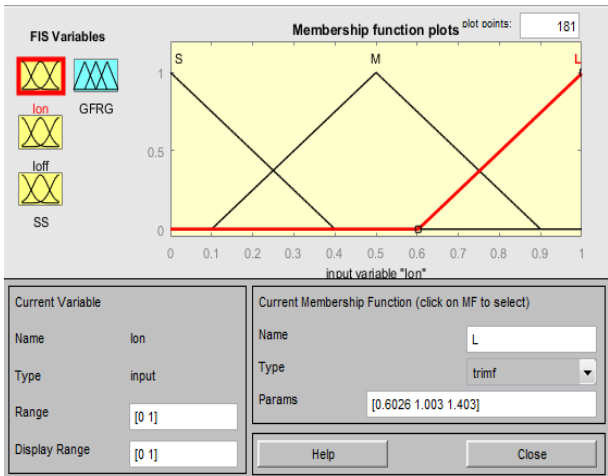 FIS Variables
Membership function plots
plot points:
181
Ion
GFRG
Ioff
SS
S
M
L
1
0.5
0
0 0.1 0.2 0.3 0.4 0.5 0.6 0.7 0.8 0.9 1
input variable "Ion"
Current Variable
Name Ion
Type input
Range [0 1]
Display Range [0 1]
Current Membership Function (click on MF to select)
Name L
Type trimf
Params [0.6026 1.003 1.403]
Help
Close